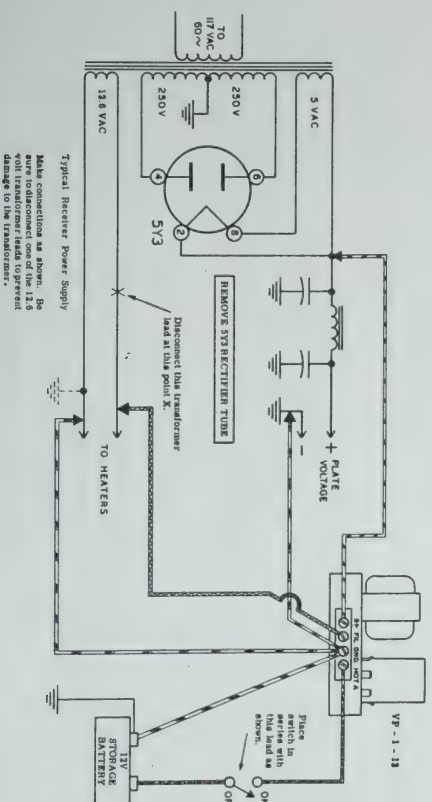 TO
117 VAC
60~
12.6 VAC
250 V
250 V
5 VAC
4
6
2
8
5Y3
REMOVE 5Y3 RECTIFIER TUBE
Disconnect this transformer
lead at this point X.
Typical Receiver Power Supply
Make connections as shown. Be
sure to disconnect one of the 12.6
volt transformer leads to prevent
damage to the transformer.
+
PLATE
VOLTAGE
-
TO HEATERS
VP - 1 - 12
B+ FIL GND. HOT A
Place
switch in
series with
this lead as
shown.
ON
12V
STORAGE
BATTERY